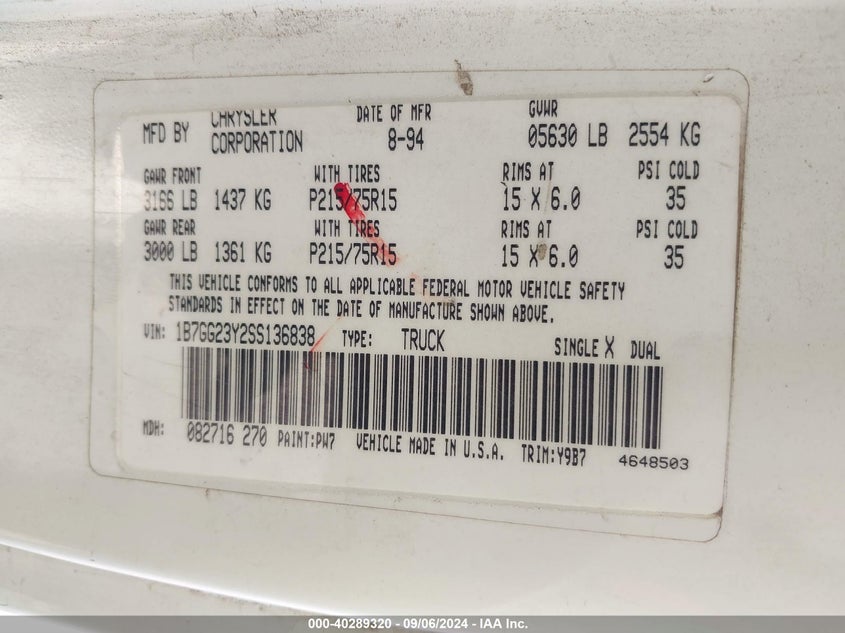 MFD BY CHRYSLER CORPORATION DATE OF MFR 8-94 GVWR 05630 LB 2554 KG
GAWR FRONT WITH TIRES RIMS AT PSI COLD
3166 LB 1437 KG P215/75R15 15 X 6.0 35
GAWR REAR WITH TIRES RIMS AT PSI COLD
3000 LB 1361 KG P215/75R15 15 X 6.0 35
THIS VEHICLE CONFORMS TO ALL APPLICABLE FEDERAL MOTOR VEHICLE SAFETY
STANDARDS IN EFFECT ON THE DATE OF MANUFACTURE SHOWN ABOVE.
VIN: 1B7GG23Y2SS136838 TYPE: TRUCK SINGLE X DUAL
MDH: 082716 270 PAINT:PW7 VEHICLE MADE IN U.S.A. TRIM:Y9B7 4648503
000-40289320 - 09/06/2024 - IAA Inc.